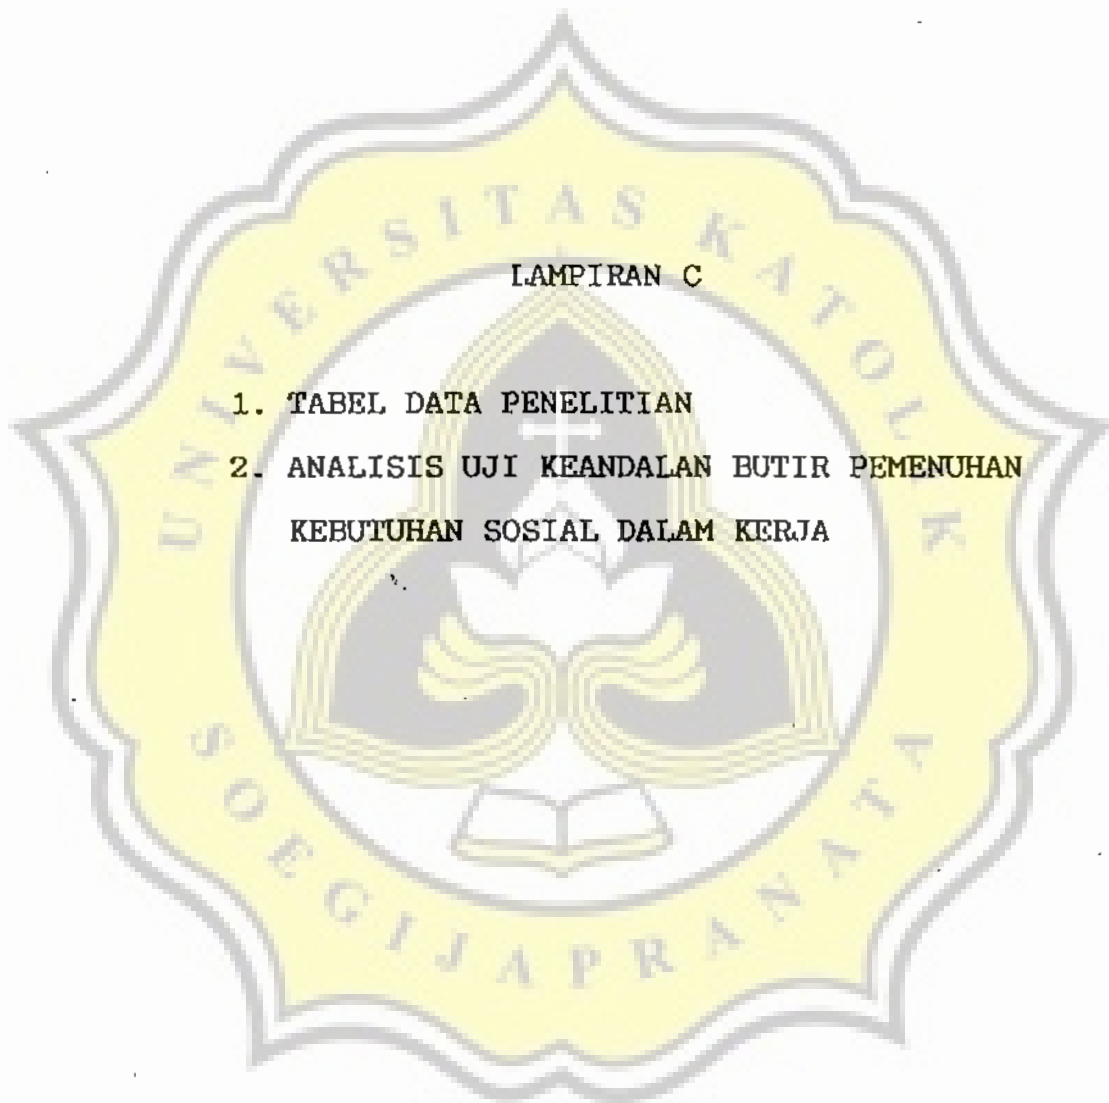 UNIVERSITAS KATOLIK
LAMPIRAN C
1. TABEL DATA PENELITIAN
2. ANALISIS UJI KEANDALAN BUTIR PEMENUHAN
KEBUTUHAN SOSIAL DALAM KERJA
SOEGIJAPRANATA